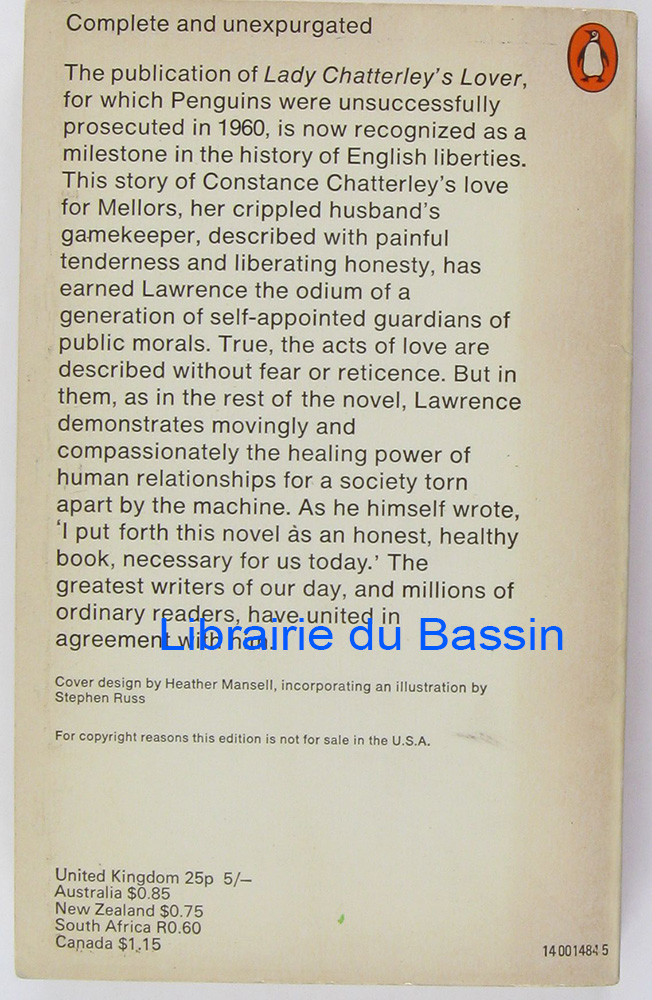 Complete and unexpurgated
The publication of Lady Chatterley's Lover,
for which Penguins were unsuccessfully
prosecuted in 1960, is now recognized as a
milestone in the history of English liberties.
This story of Constance Chatterley's love
for Mellors, her crippled husband's
gamekeeper, described with painful
tenderness and liberating honesty, has
earned Lawrence the odium of a
generation of self-appointed guardians of
public morals. True, the acts of love are
described without fear or reticence. But in
them, as in the rest of the novel, Lawrence
demonstrates movingly and
compassionately the healing power of
human relationships for a society torn
apart by the machine. As he himself wrote,
'I put forth this novel as an honest, healthy
book, necessary for us today.' The
greatest writers of our day, and millions of
ordinary readers, have united in
agreement with him.
Librairie du Bassin
Cover design by Heather Mansell, incorporating an illustration by
Stephen Russ
For copyright reasons this edition is not for sale in the U.S.A.
United Kingdom 25p 5/–
Australia $0.85
New Zealand $0.75
South Africa R0.60
Canada $1.15
14 001484 5